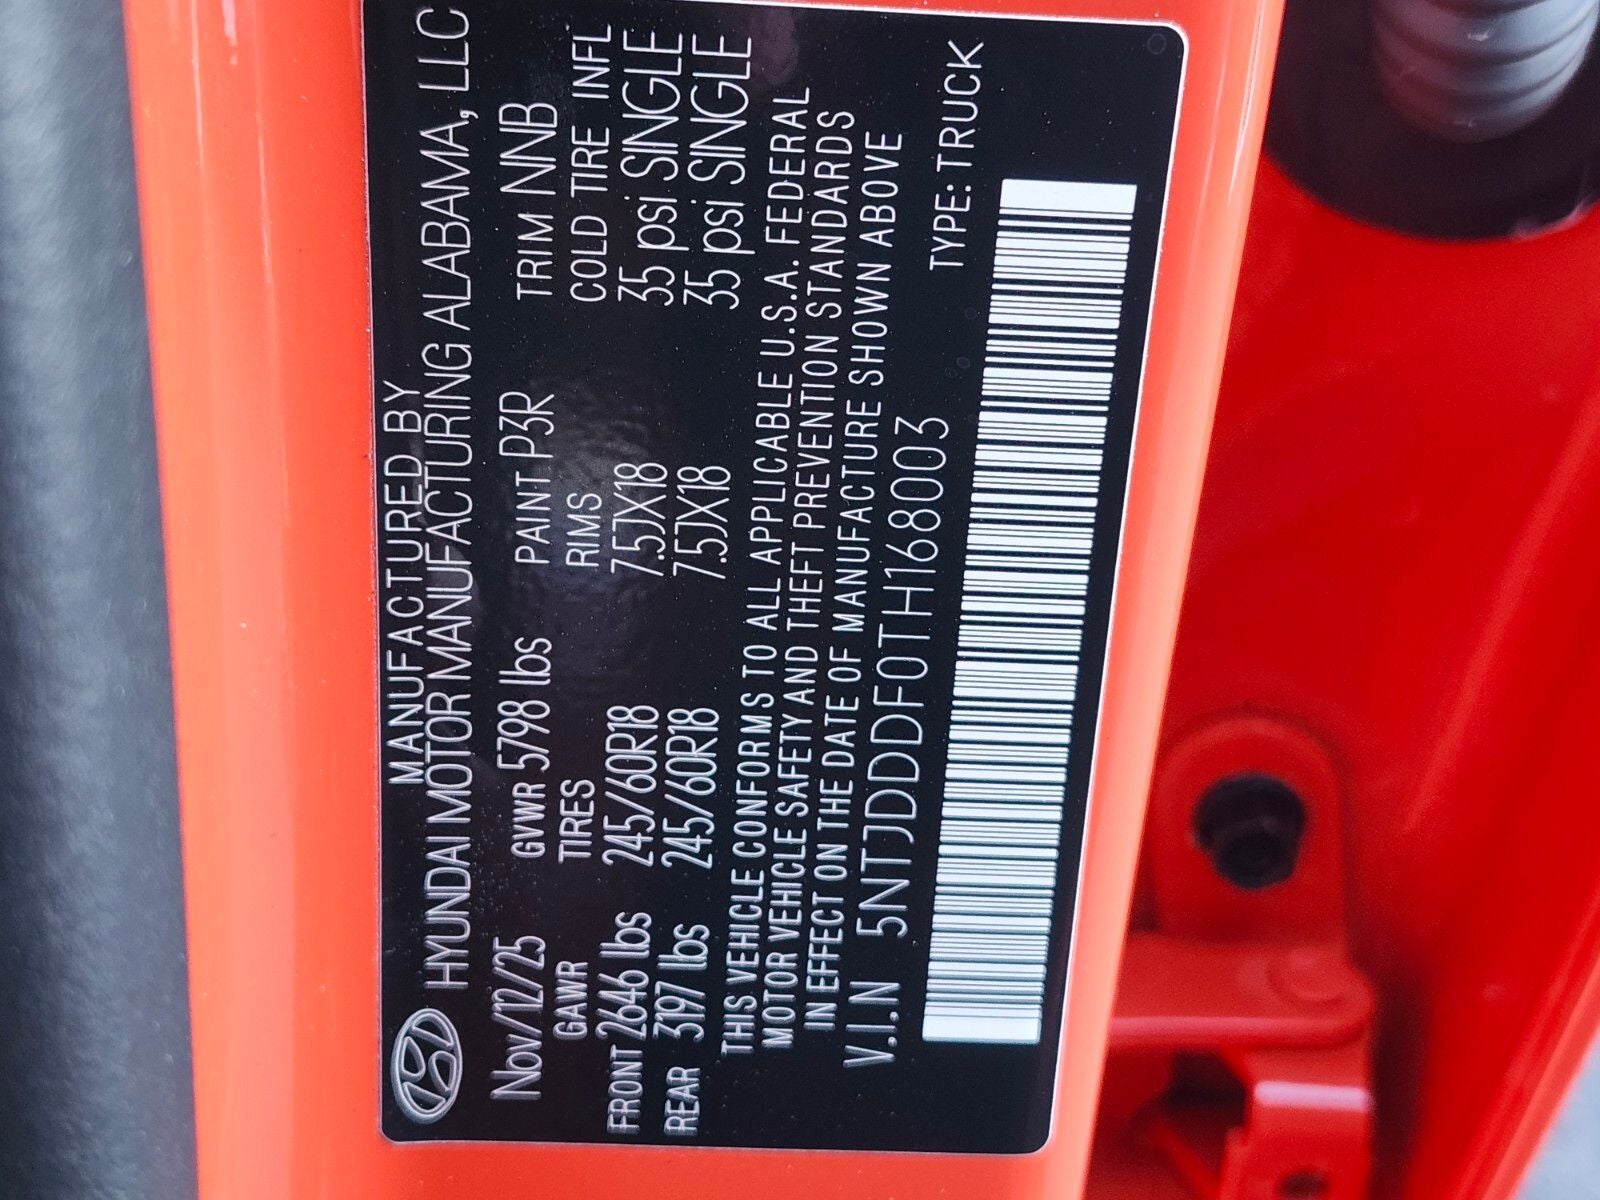 MANUFACTURED BY
HYUNDAI MOTOR MANUFACTURING ALABAMA, LLC
Nov/12/25 GVWR 5798 lbs PAINT P3R TRIM NNB
GAWR TIRES RIMS COLD TIRE INFL
FRONT 2646 lbs 245/60R18 7.5JX18 35 psi SINGLE
REAR 3197 lbs 245/60R18 7.5JX18 35 psi SINGLE
THIS VEHICLE CONFORMS TO ALL APPLICABLE U.S.A. FEDERAL
MOTOR VEHICLE SAFETY AND THEFT PREVENTION STANDARDS
IN EFFECT ON THE DATE OF MANUFACTURE SHOWN ABOVE
V.I.N 5NTJDDDF0TH168003 TYPE: TRUCK